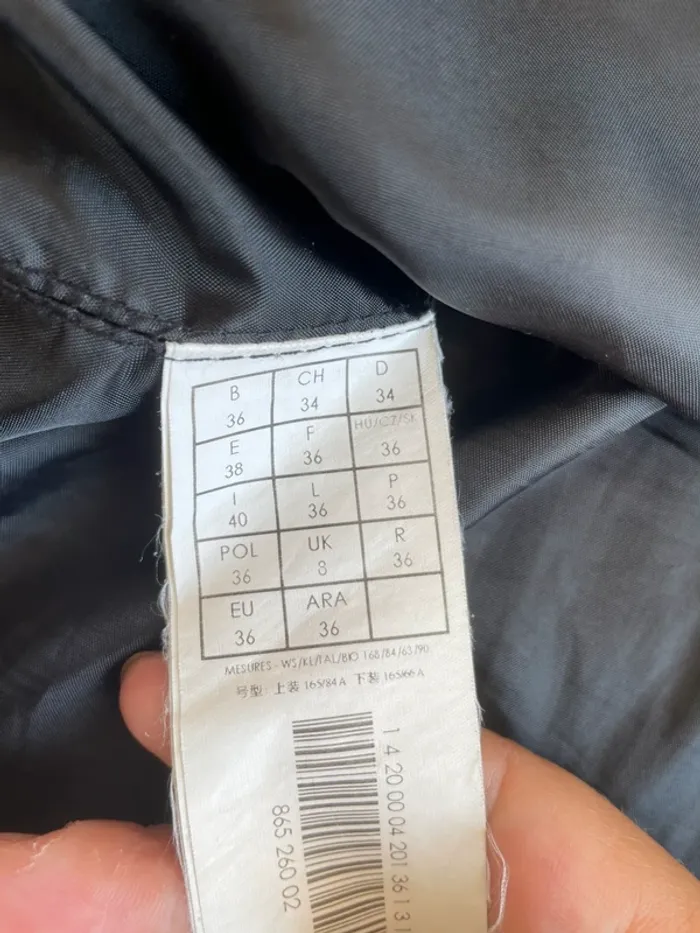 B CH D
36 34 34
E F HU/CZ/SK
38 36 36
I L P
40 36 36
POL UK R
36 8 36
EU ARA
36 36
MESURES - WS/KL/TAL/BIO 168/84/63/90
号型: 上装 165/84 A 下装 165/66 A
1 4 20 00 04 201 36 1 3 1
865 260 02